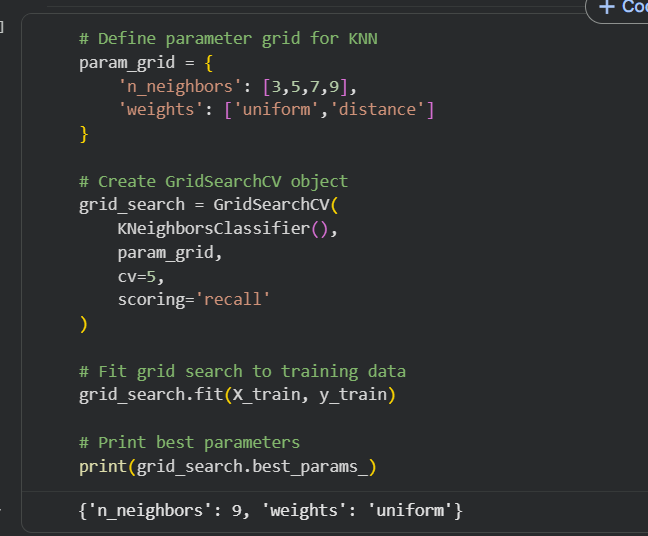 + Co
]
# Define parameter grid for KNN
param_grid = {
    'n_neighbors': [3,5,7,9],
    'weights': ['uniform','distance']
}
# Create GridSearchCV object
grid_search = GridSearchCV(
    KNeighborsClassifier(),
    param_grid,
    cv=5,
    scoring='recall'
)
# Fit grid search to training data
grid_search.fit(X_train, y_train)
# Print best parameters
print(grid_search.best_params_)
{'n_neighbors': 9, 'weights': 'uniform'}